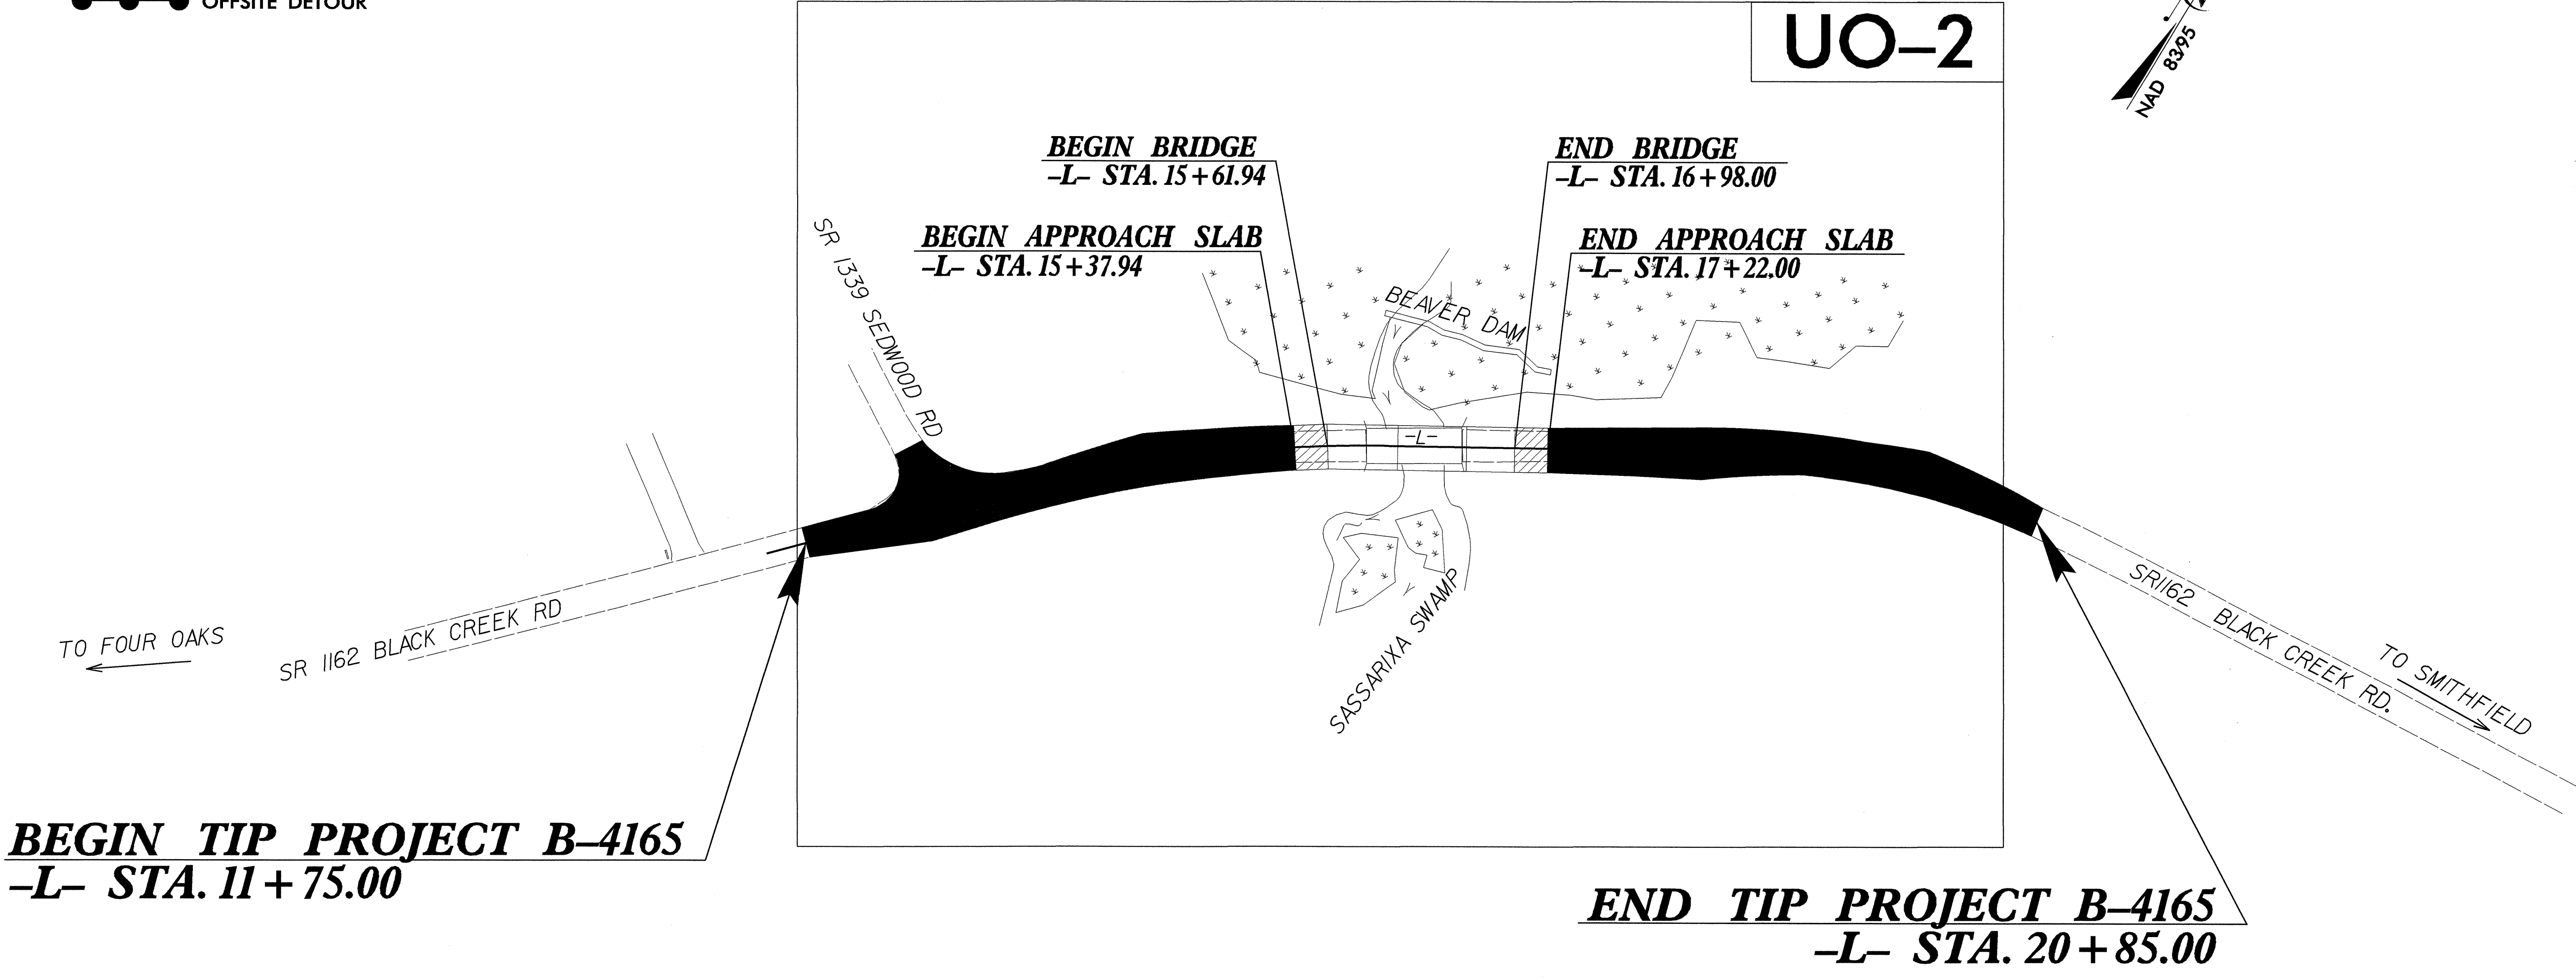 OFFSITE DETOUR
UO–2
NAD 83/95
BEGIN BRIDGE
–L– STA. 15+61.94
END BRIDGE
–L– STA. 16+98.00
BEGIN APPROACH SLAB
–L– STA. 15+37.94
END APPROACH SLAB
–L– STA. 17+22.00
SR 1339 SEDWOOD RD
BEAVER DAM
–L–
SASSARIXA SWAMP
TO FOUR OAKS
SR 1162 BLACK CREEK RD
SR1162 BLACK CREEK RD.
TO SMITHFIELD
BEGIN TIP PROJECT B–4165
–L– STA. 11+75.00
END TIP PROJECT B–4165
–L– STA. 20+85.00